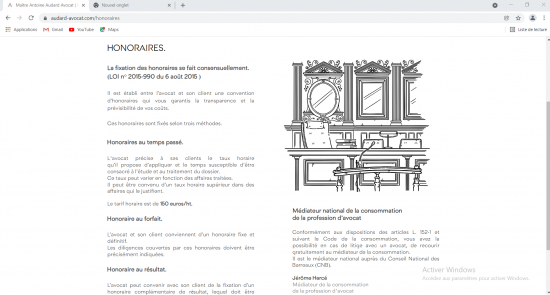 Maître Antoine Audard Avocat |
Nouvel onglet
audard-avocat.com/honoraires
Applications
Gmail
YouTube
Maps
Liste de lecture
HONORAIRES.
La fixation des honoraires se fait consensuellement.
(LOI n° 2015-990 du 6 août 2015 )
Il est établi entre l'avocat et son client une convention
d'honoraires qui vous garantis la transparence et la
prévisibilité de vos coûts.
Ces honoraires sont fixés selon trois méthodes.
Honoraires au temps passé.
L'avocat précise à ses clients le taux horaire
qu'il propose d'appliquer et le temps susceptible d'être
consacré à l'étude et au traitement du dossier.
Ce taux peut varier en fonction des affaires traitées.
Il peut être convenu d'un taux horaire supérieur dans des
affaires qui le justifient.
Le tarif horaire est de 150 euros/ht.
Honoraire au forfait.
L'avocat et son client conviennent d'un honoraire fixe et
définitif.
Les diligences couvertes par ces honoraires doivent être
précisément indiquées.
Honoraire au résultat.
L'avocat peut convenir avec son client de la fixation d'un
honoraire complémentaire de résultat, lequel doit être
Médiateur national de la consommation
de la profession d'avocat
Conformément aux dispositions des articles L. 152-1 et
suivant le Code de la consommation, vous avez la
possibilité en cas de litige avec un avocat, de recourir
gratuitement au médiateur de la consommation.
Il est le médiateur national auprès du Conseil National des
Barreaux (CNB).
Jérôme Hercé
Médiateur de la consommation
de la profession d'avocat
Activer Windows
Accédez aux paramètres pour activer Windows.